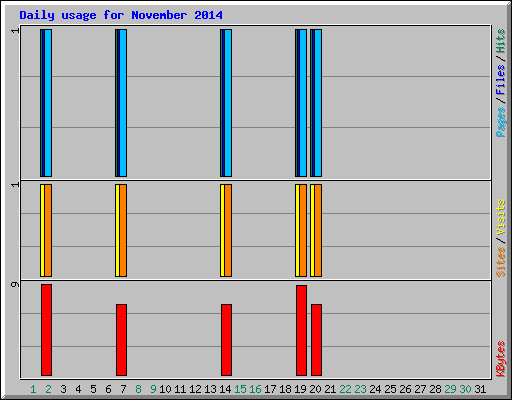 Daily usage for November 2014
1
1
9
Pages / Files / Hits
Sites / Visits
KBytes
1 2 3 4 5 6 7 8 9 10 11 12 13 14 15 16 17 18 19 20 21 22 23 24 25 26 27 28 29 30 31